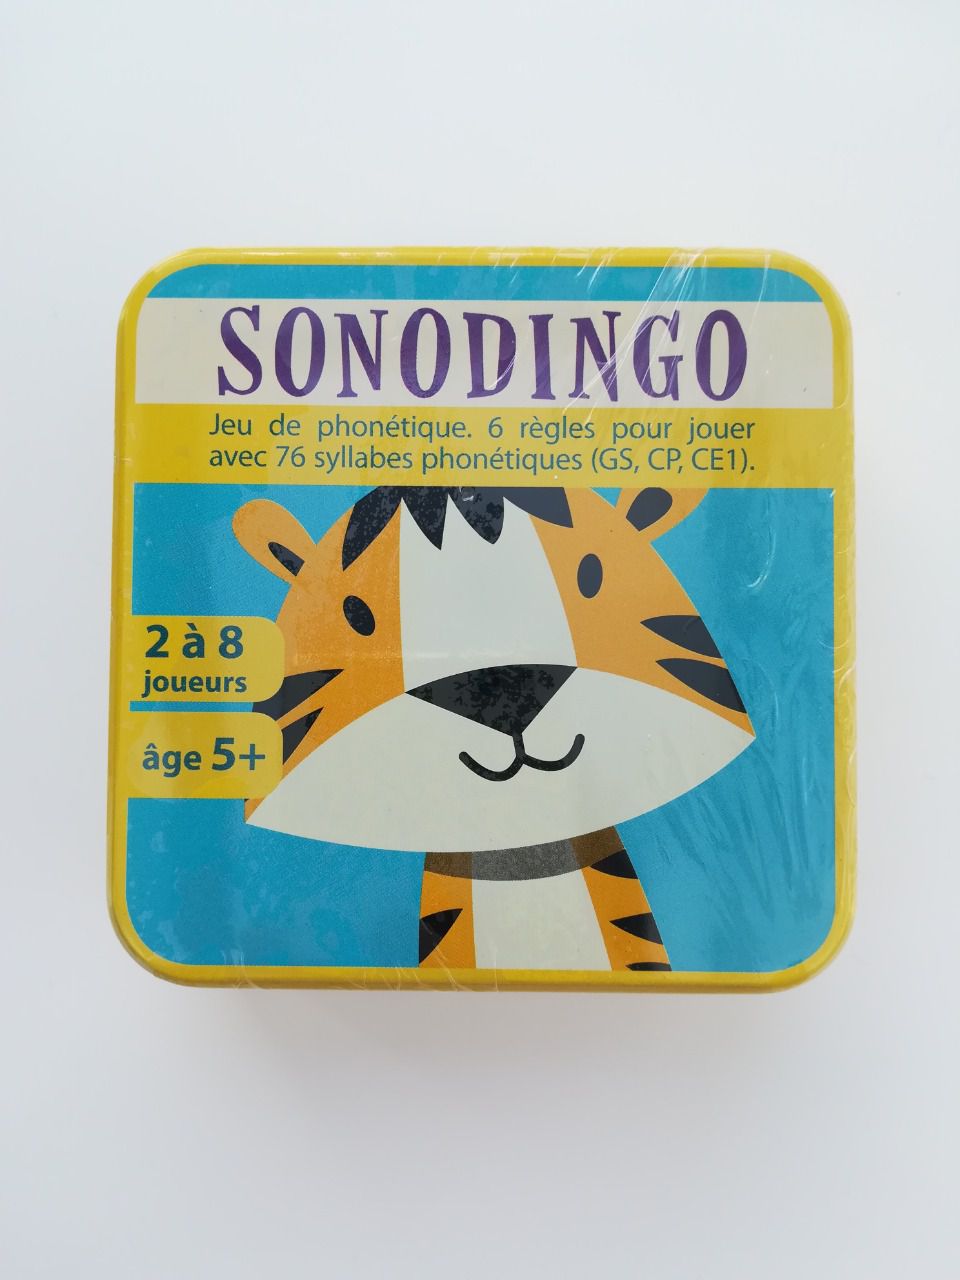 SONODINGO
Jeu de phonétique. 6 règles pour jouer
avec 76 syllabes phonétiques (GS, CP, CE1).
2 à 8
joueurs
âge 5+